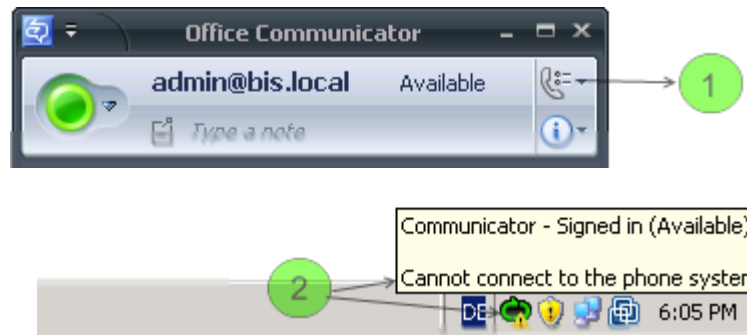 Office Communicator
admin@bis.local Available
1
Type a note
Communicator - Signed in (Available)
Cannot connect to the phone system
2
DE 6:05 PM